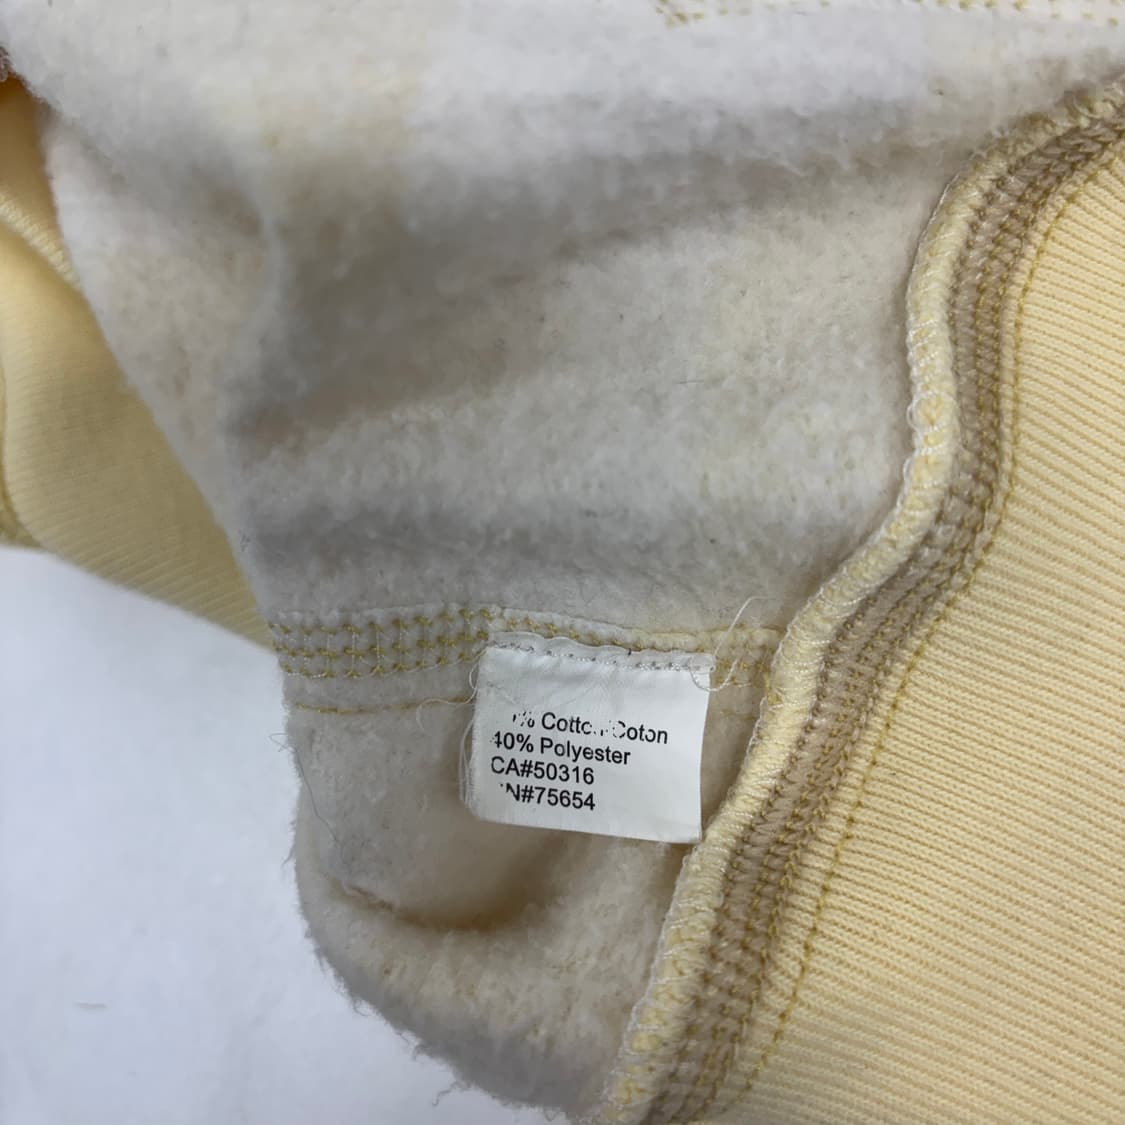 % Cotton Coton
40% Polyester
CA#50316
N#75654